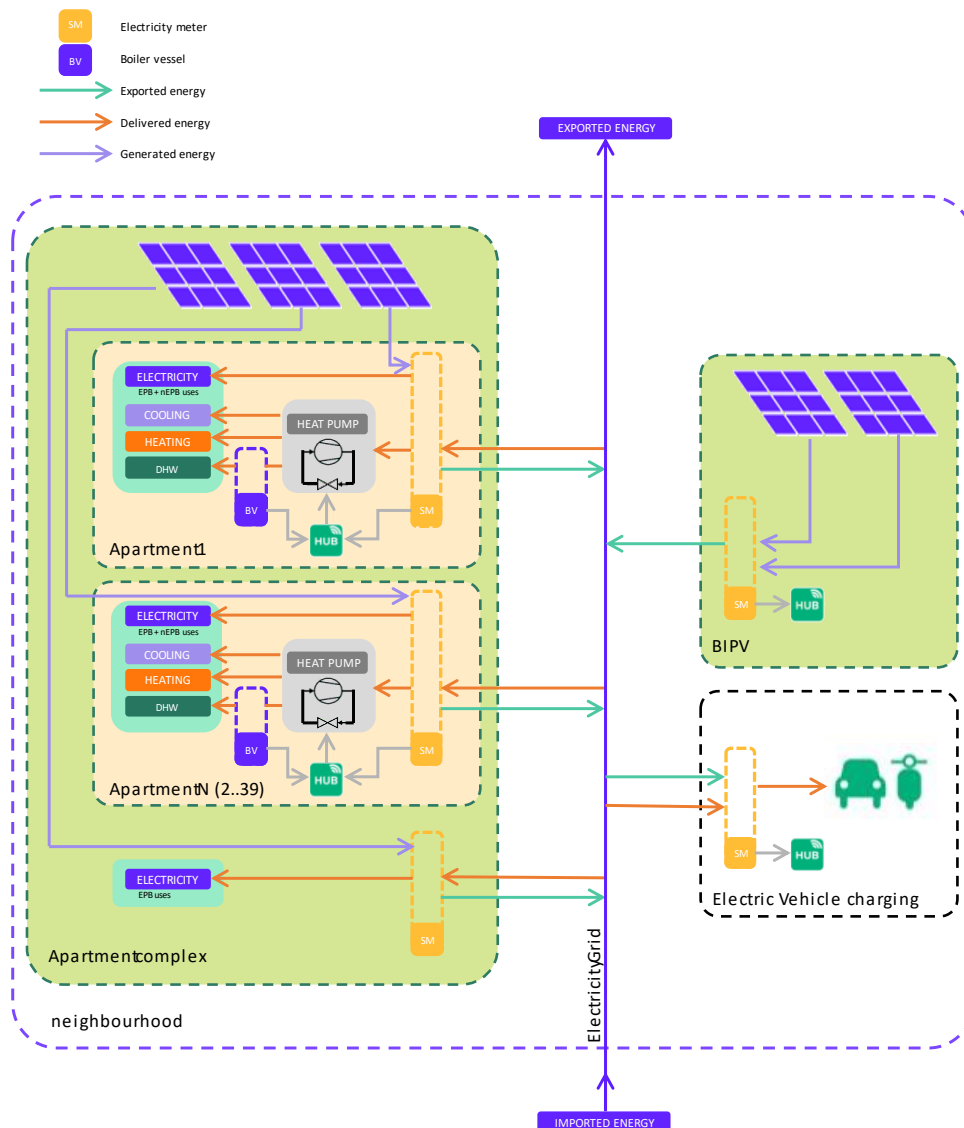 SM
Electricity meter
BV
Boiler vessel
Exported energy
Delivered energy
Generated energy
EXPORTED ENERGY
ELECTRICITY
EPB + nEPB uses
COOLING
HEATING
DHW
HEAT PUMP
BV
HUB
SM
Apartment1
ELECTRICITY
EPB + nEPB uses
COOLING
HEATING
DHW
HEAT PUMP
BV
HUB
SM
ApartmentN (2..39)
ELECTRICITY
EPB uses
SM
Apartmentcomplex
neighbourhood
ElectricityGrid
SM
HUB
BIPV
SM
HUB
Electric Vehicle charging
IMPORTED ENERGY